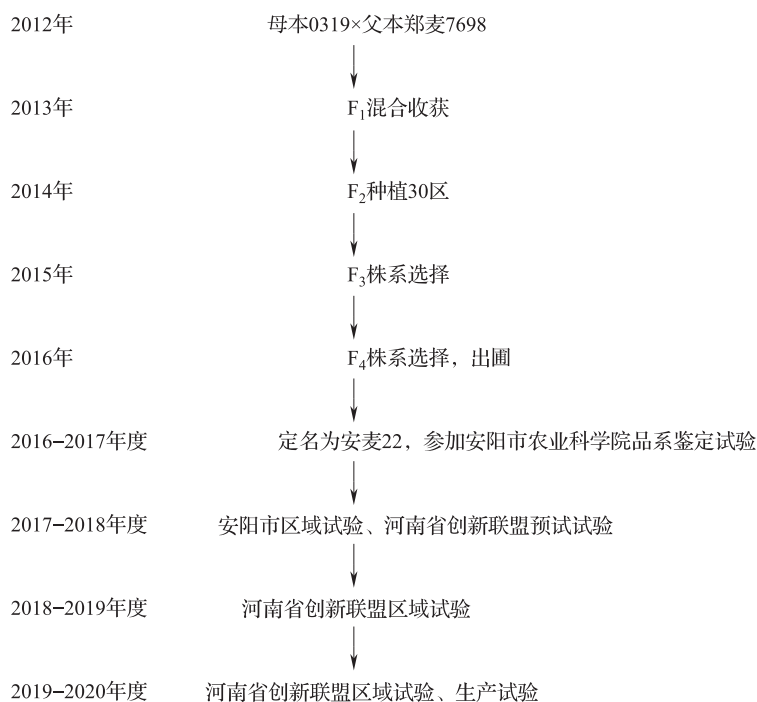 2012年 母本0319×父本郑麦7698
2013年 F₁混合收获
2014年 F₂种植30区
2015年 F₃株系选择
2016年 F₄株系选择，出圃
2016–2017年度 定名为安麦22，参加安阳市农业科学院品系鉴定试验
2017–2018年度 安阳市区域试验、河南省创新联盟预试试验
2018–2019年度 河南省创新联盟区域试验
2019–2020年度 河南省创新联盟区域试验、生产试验